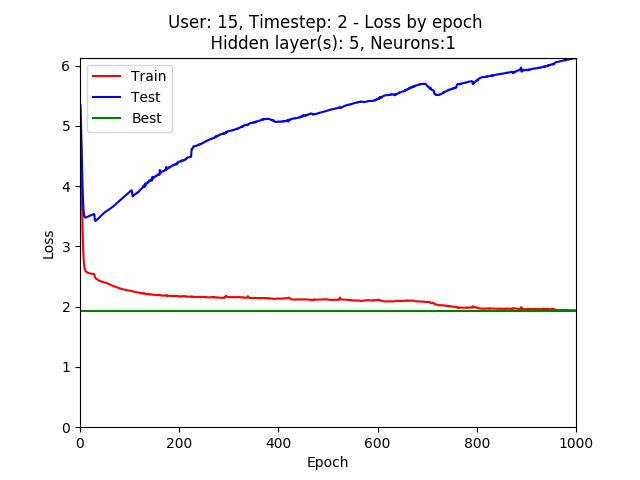 User: 15, Timestep: 2 - Loss by epoch
Hidden layer(s): 5, Neurons:1
Train
Test
Best
6
5
4
3
2
1
0
Loss
0 200 400 600 800 1000
Epoch